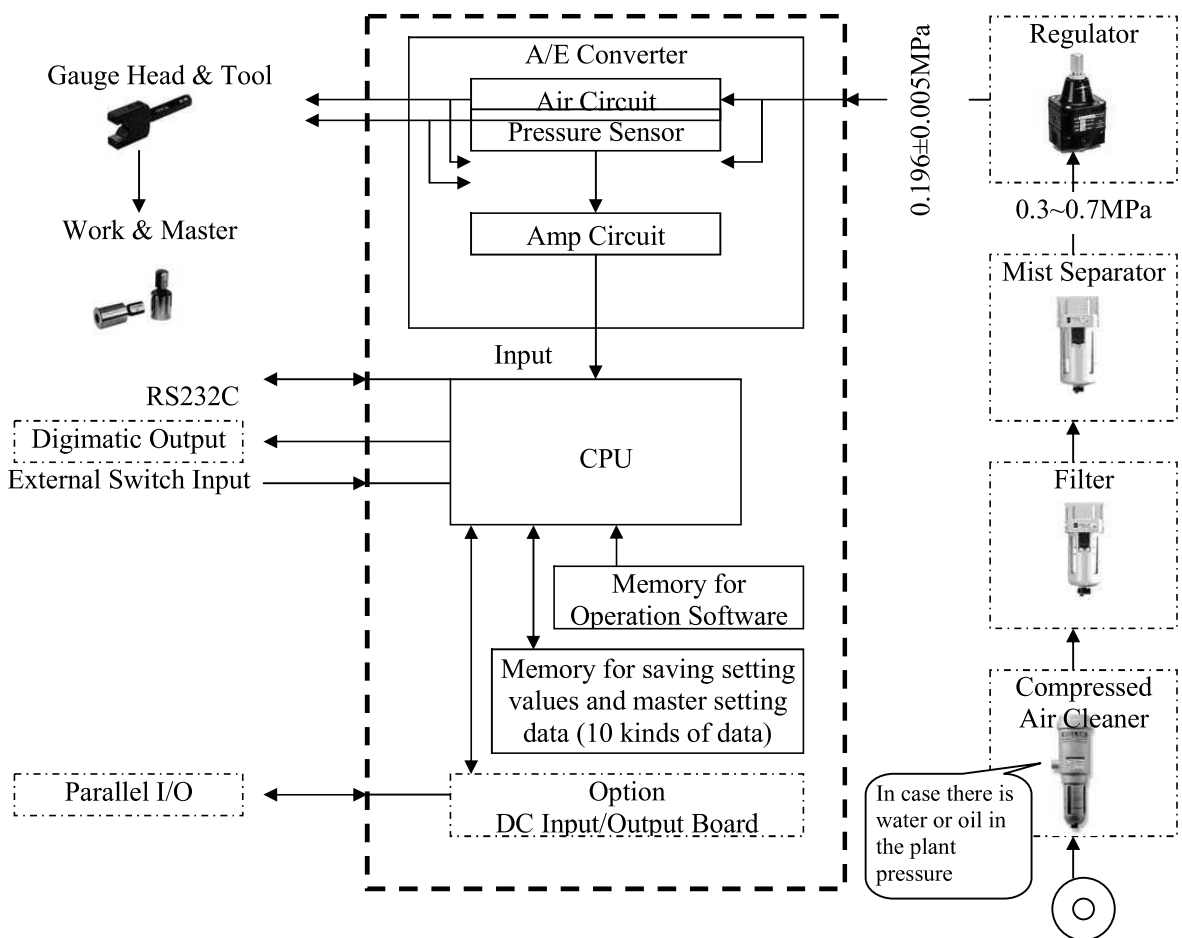 Gauge Head & Tool
Work & Master
RS232C
Digimatic Output
External Switch Input
Parallel I/O
A/E Converter
Air Circuit
Pressure Sensor
Amp Circuit
Input
CPU
Memory for
Operation Software
Memory for saving setting
values and master setting
data (10 kinds of data)
Option
DC Input/Output Board
0.196±0.005MPa
Regulator
0.3~0.7MPa
Mist Separator
Filter
Compressed
Air Cleaner
In case there is
water or oil in
the plant
pressure